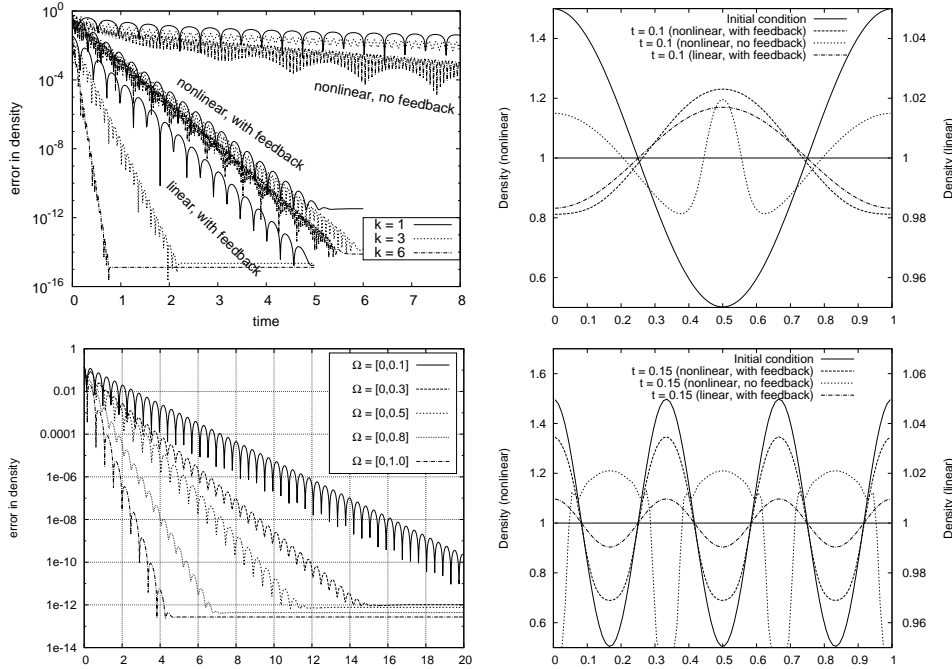 error in density
10^0
10^-4
10^-8
10^-12
10^-16
nonlinear, with feedback
nonlinear, no feedback
linear, with feedback
k = 1
k = 3
k = 6
0 1 2 3 4 5 6 7 8
time
Initial condition
t = 0.1 (nonlinear, with feedback)
t = 0.1 (nonlinear, no feedback)
t = 0.1 (linear, with feedback)
Density (nonlinear)
1.4
1.2
1
0.8
0.6
Density (linear)
1.04
1.02
1
0.98
0.96
0 0.1 0.2 0.3 0.4 0.5 0.6 0.7 0.8 0.9 1
error in density
1
0.01
0.0001
1e-06
1e-08
1e-10
1e-12
1e-14
Ω = [0,0.1]
Ω = [0,0.3]
Ω = [0,0.5]
Ω = [0,0.8]
Ω = [0,1.0]
0 2 4 6 8 10 12 14 16 18 20
Initial condition
t = 0.15 (nonlinear, with feedback)
t = 0.15 (nonlinear, no feedback)
t = 0.15 (linear, with feedback)
Density (nonlinear)
1.6
1.4
1.2
1
0.8
0.6
Density (linear)
1.06
1.04
1.02
1
0.98
0.96
0 0.1 0.2 0.3 0.4 0.5 0.6 0.7 0.8 0.9 1